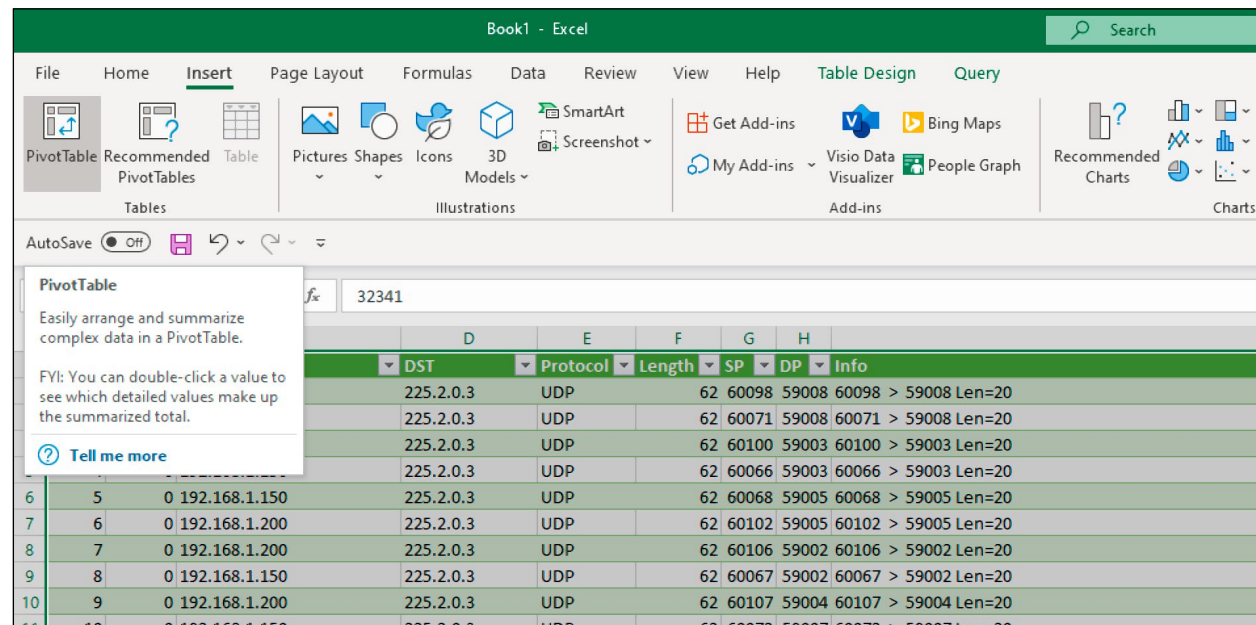 Book1 - Excel
Search
File Home Insert Page Layout Formulas Data Review View Help Table Design Query
PivotTable
Recommended
PivotTables
Table
Tables
Pictures
Shapes
Icons
3D
Models
SmartArt
Screenshot
Illustrations
Get Add-ins
My Add-ins
Visio Data
Visualizer
Bing Maps
People Graph
Add-ins
Recommended
Charts
Charts
AutoSave Off
PivotTable
Easily arrange and summarize
complex data in a PivotTable.
FYI: You can double-click a value to
see which detailed values make up
the summarized total.
Tell me more
fx 32341
D E F G H
DST Protocol Length SP DP Info
225.2.0.3 UDP 62 60098 59008 60098 > 59008 Len=20
225.2.0.3 UDP 62 60071 59008 60071 > 59008 Len=20
225.2.0.3 UDP 62 60100 59003 60100 > 59003 Len=20
225.2.0.3 UDP 62 60066 59003 60066 > 59003 Len=20
6 5 0 192.168.1.150 225.2.0.3 UDP 62 60068 59005 60068 > 59005 Len=20
7 6 0 192.168.1.200 225.2.0.3 UDP 62 60102 59005 60102 > 59005 Len=20
8 7 0 192.168.1.200 225.2.0.3 UDP 62 60106 59002 60106 > 59002 Len=20
9 8 0 192.168.1.150 225.2.0.3 UDP 62 60067 59002 60067 > 59002 Len=20
10 9 0 192.168.1.200 225.2.0.3 UDP 62 60107 59004 60107 > 59004 Len=20